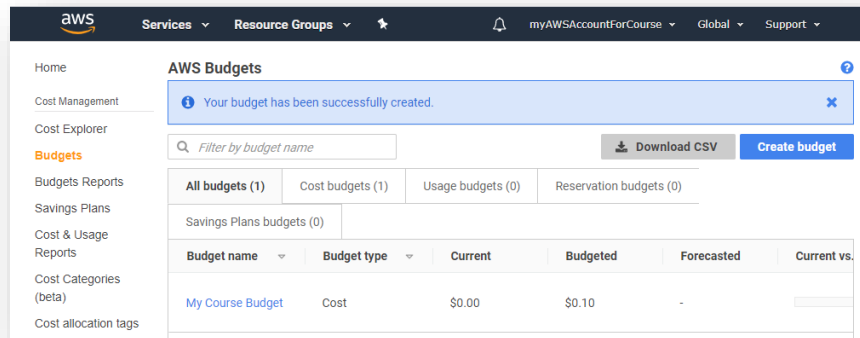 aws Services Resource Groups myAWSAccountForCourse Global Support
Home
Cost Management
Cost Explorer
Budgets
Budgets Reports
Savings Plans
Cost & Usage
Reports
Cost Categories
(beta)
Cost allocation tags
AWS Budgets
Your budget has been successfully created.
Filter by budget name
Download CSV
Create budget
All budgets (1) Cost budgets (1) Usage budgets (0) Reservation budgets (0)
Savings Plans budgets (0)
Budget name Budget type Current Budgeted Forecasted Current vs.
My Course Budget Cost $0.00 $0.10 -